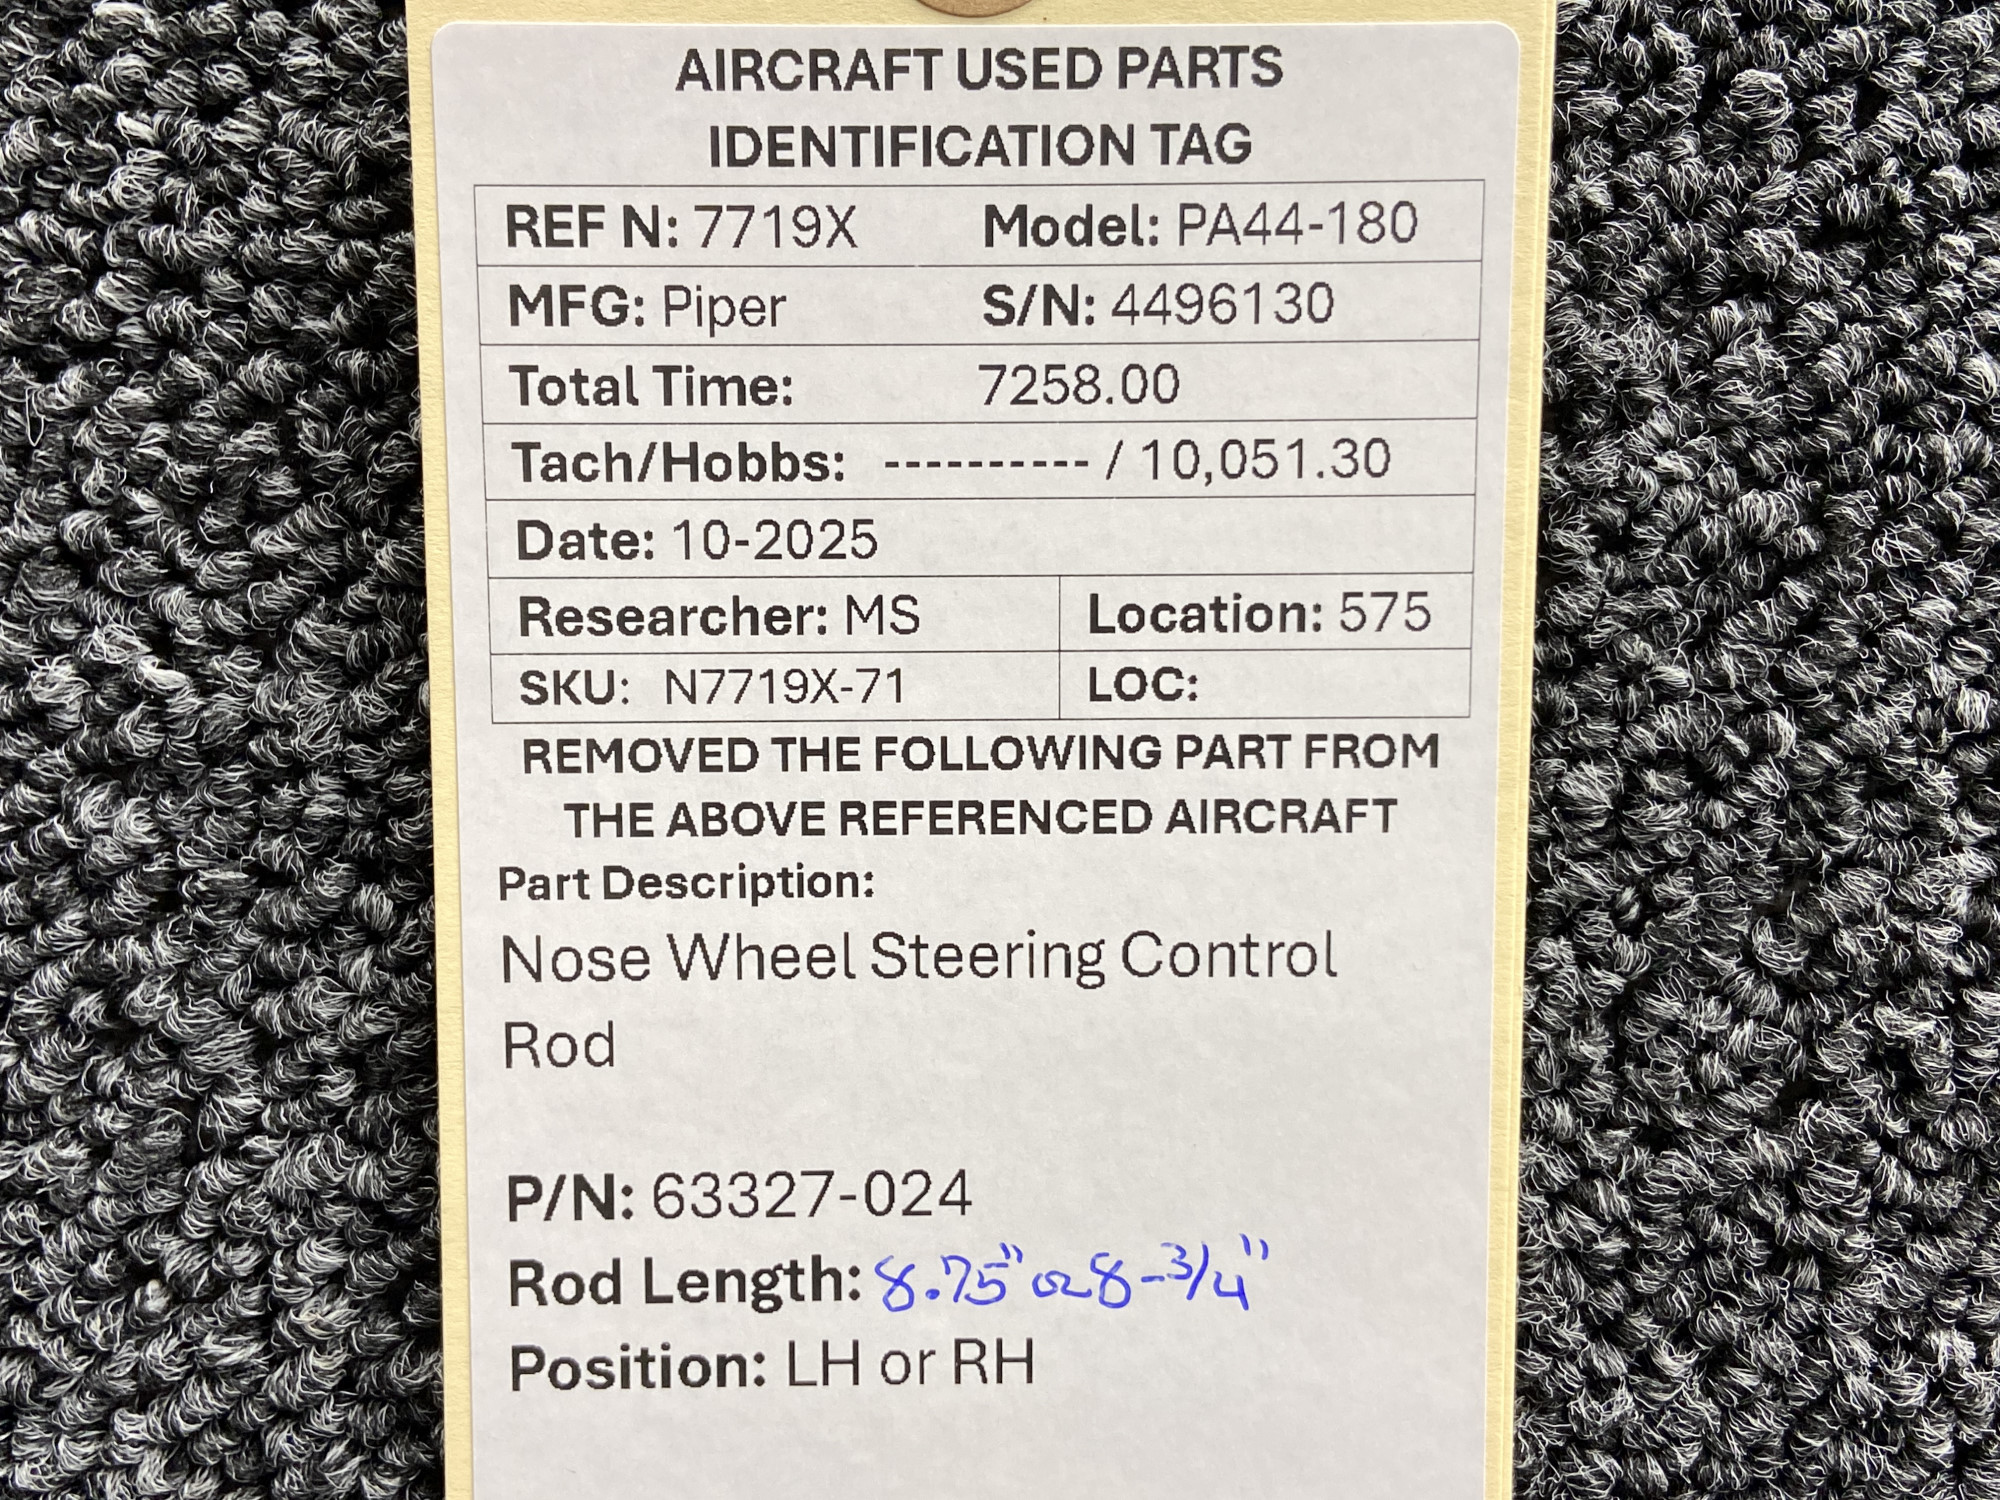 AIRCRAFT USED PARTS
IDENTIFICATION TAG
REF N: 7719X Model: PA44-180
MFG: Piper S/N: 4496130
Total Time: 7258.00
Tach/Hobbs: ---------- / 10,051.30
Date: 10-2025
Researcher: MS Location: 575
SKU: N7719X-71 LOC:
REMOVED THE FOLLOWING PART FROM
THE ABOVE REFERENCED AIRCRAFT
Part Description:
Nose Wheel Steering Control
Rod
P/N: 63327-024
Rod Length: 8.75" or 8-3/4"
Position: LH or RH